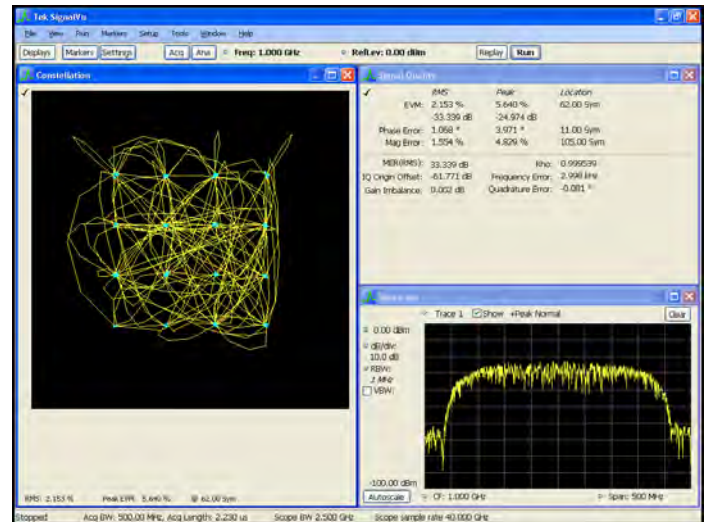 Tek SignalVu
File View Run Markers Setup Tools Window Help
Displays Markers Settings Acq Ana Freq: 1.000 GHz RefLev: 0.00 dBm Replay Run
Constellation
RMS: 2.153 % Peak EVM: 5.640 % @ 62.00 Sym
Signal Quality
RMS Peak Location
EVM: 2.153 % 5.640 % 62.00 Sym
-33.339 dB -24.974 dB
Phase Error: 1.068 ° 3.971 ° 11.00 Sym
Mag Error: 1.554 % 4.829 % 105.00 Sym
MER(RMS): 33.339 dB Rho: 0.999539
IQ Origin Offset: -61.771 dB Frequency Error: 2.998 kHz
Gain Imbalance: 0.002 dB Quadrature Error: -0.081 °
Spectrum
Trace 1 Show +Peak Normal Clear
0.00 dBm
dB/div:
10.0 dB
RBW:
VBW:
-100.00 dBm
Autoscale CF: 1.000 GHz Span: 500 MHz
Stopped Acq BW: 500.00 MHz, Acq Length: 2.230 us Scope BW 2.500 GHz Scope sample rate 40.000 GHz